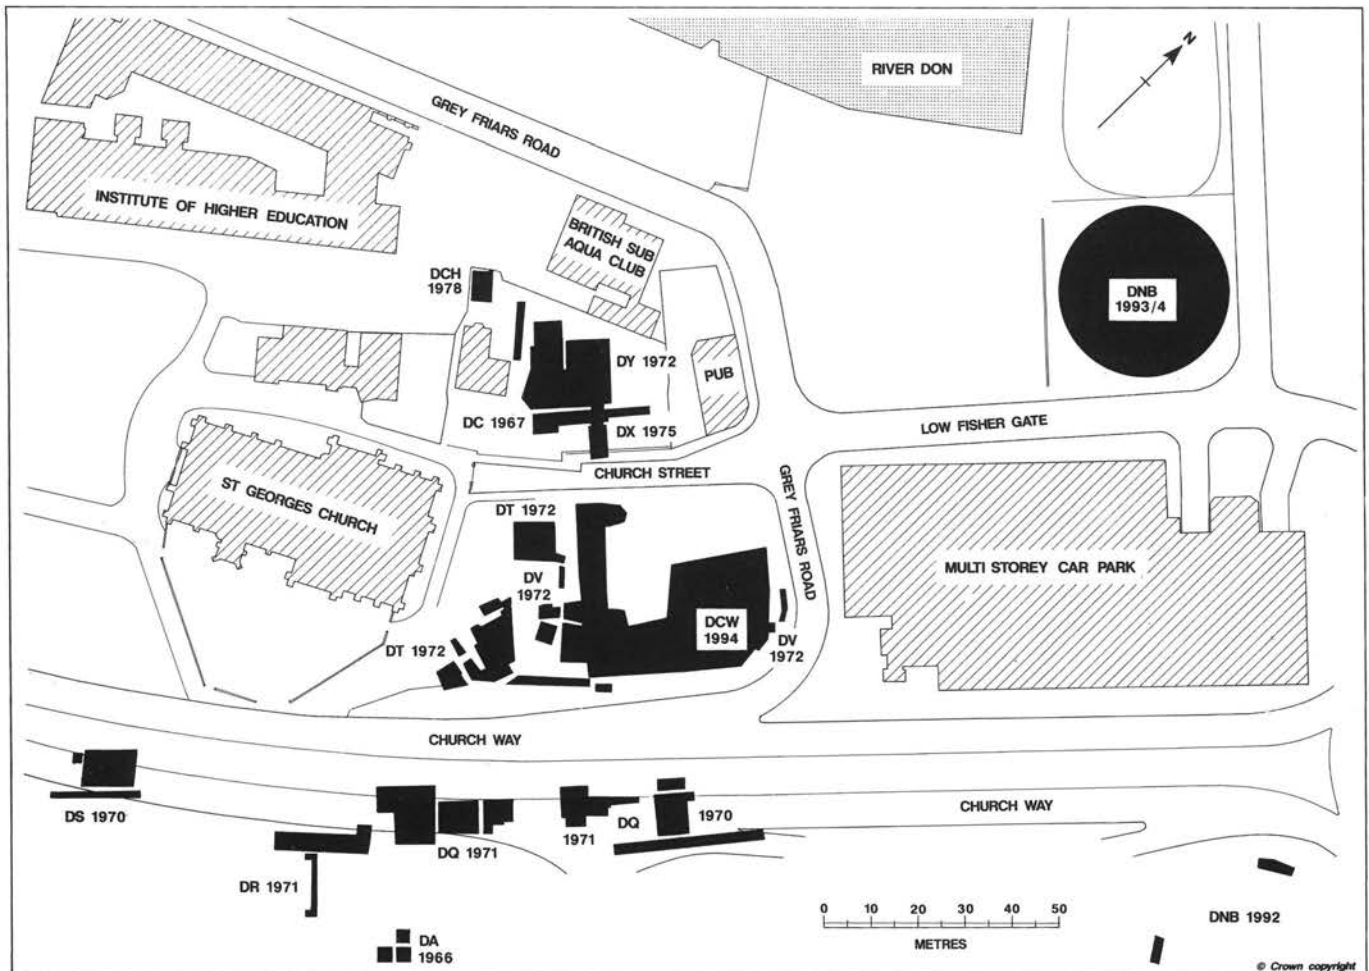 RIVER DON
N
GREY FRIARS ROAD
INSTITUTE OF HIGHER EDUCATION
BRITISH SUB
AQUA CLUB
DCH
1978
DNB
1993/4
DY 1972
PUB
DC 1967
DX 1975
LOW FISHER GATE
CHURCH STREET
GREY FRIARS ROAD
ST GEORGES CHURCH
DT 1972
MULTI STOREY CAR PARK
DV
1972
DCW
1994
DT 1972
DV
1972
CHURCH WAY
CHURCH WAY
DS 1970
1971
DQ
1970
DQ 1971
DR 1971
0 10 20 30 40 50
METRES
DNB 1992
DA
1966
© Crown copyright